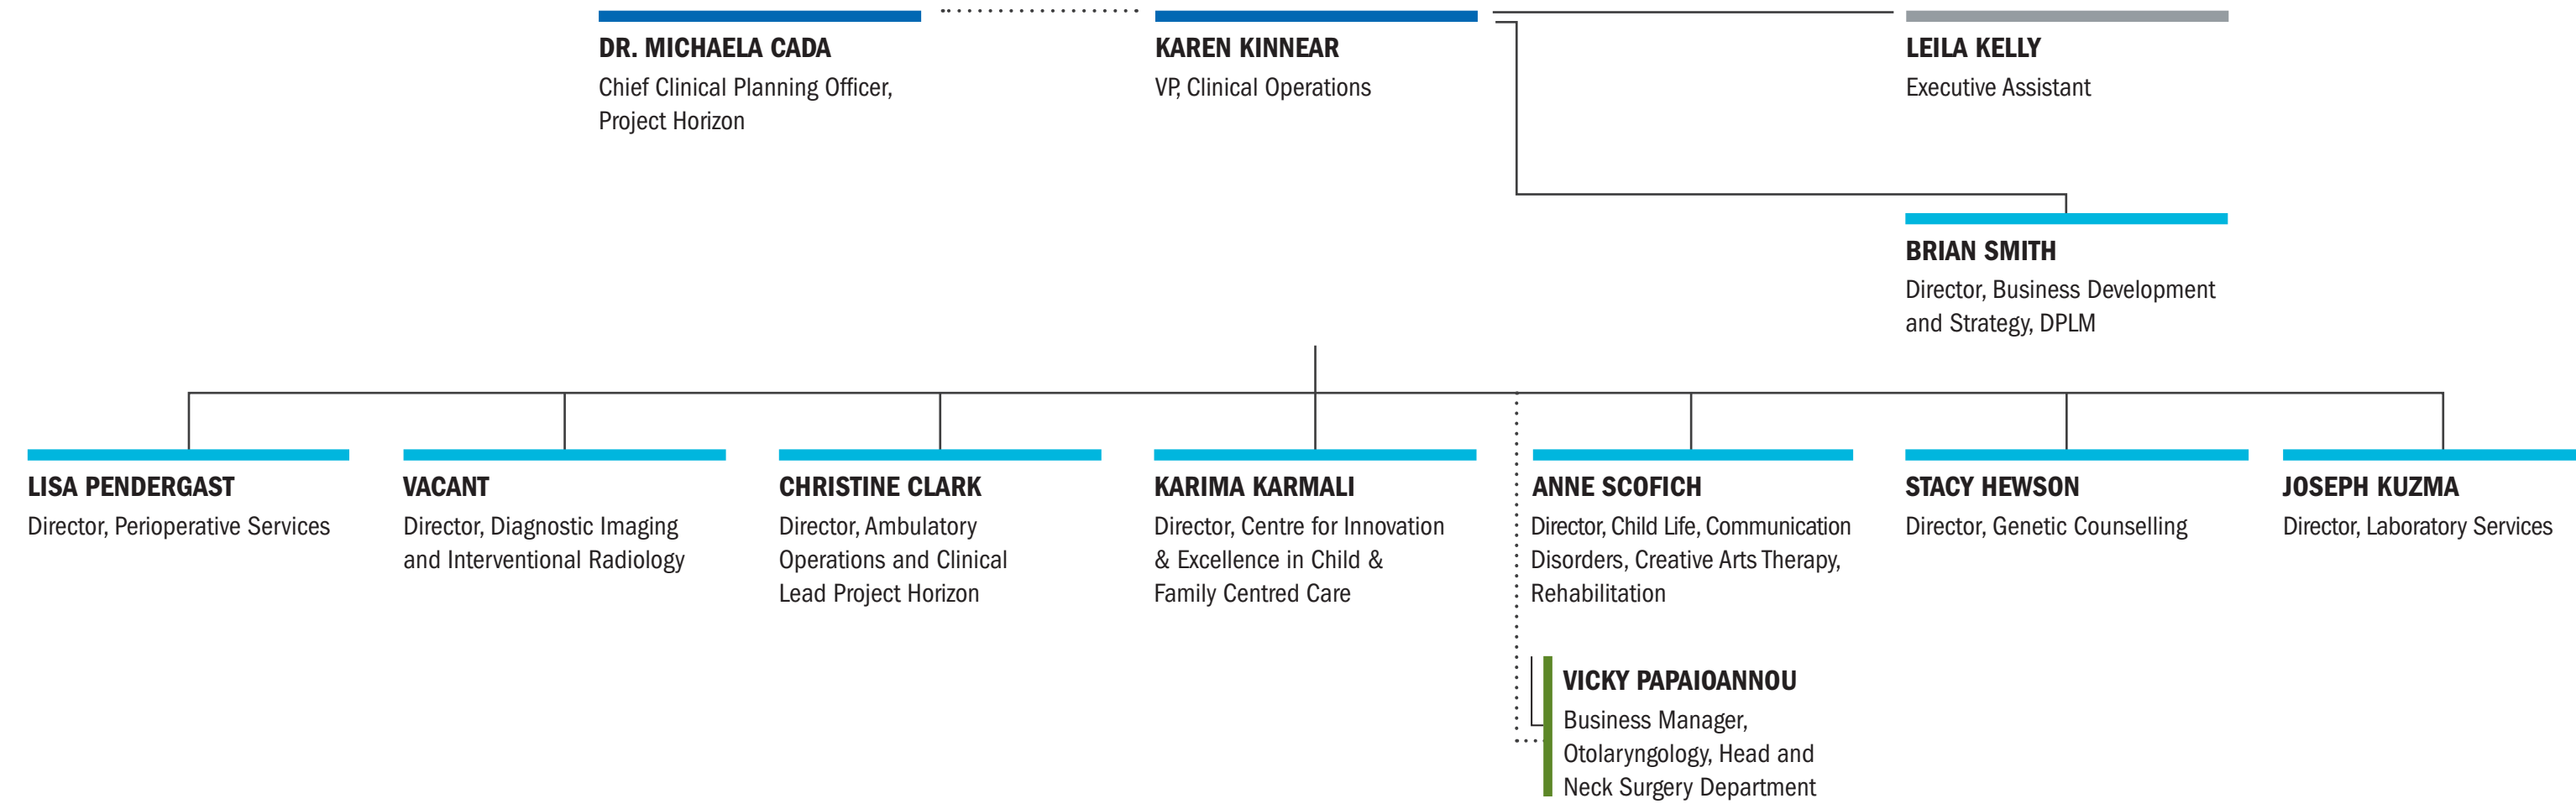 DR. MICHAELA CADA
Chief Clinical Planning Officer,
Project Horizon
KAREN KINNEAR
VP, Clinical Operations
LEILA KELLY
Executive Assistant
BRIAN SMITH
Director, Business Development
and Strategy, DPLM
LISA PENDERGAST
Director, Perioperative Services
VACANT
Director, Diagnostic Imaging
and Interventional Radiology
CHRISTINE CLARK
Director, Ambulatory
Operations and Clinical
Lead Project Horizon
KARIMA KARMALI
Director, Centre for Innovation
& Excellence in Child &
Family Centred Care
ANNE SCOFICH
Director, Child Life, Communication
Disorders, Creative Arts Therapy,
Rehabilitation
STACY HEWSON
Director, Genetic Counselling
JOSEPH KUZMA
Director, Laboratory Services
VICKY PAPAIOANNOU
Business Manager,
Otolaryngology, Head and
Neck Surgery Department